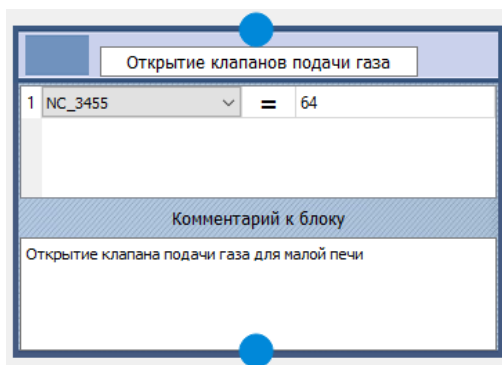 Открытие клапанов подачи газа
1 NC_3455 = 64
Комментарий к блоку
Открытие клапана подачи газа для малой печи